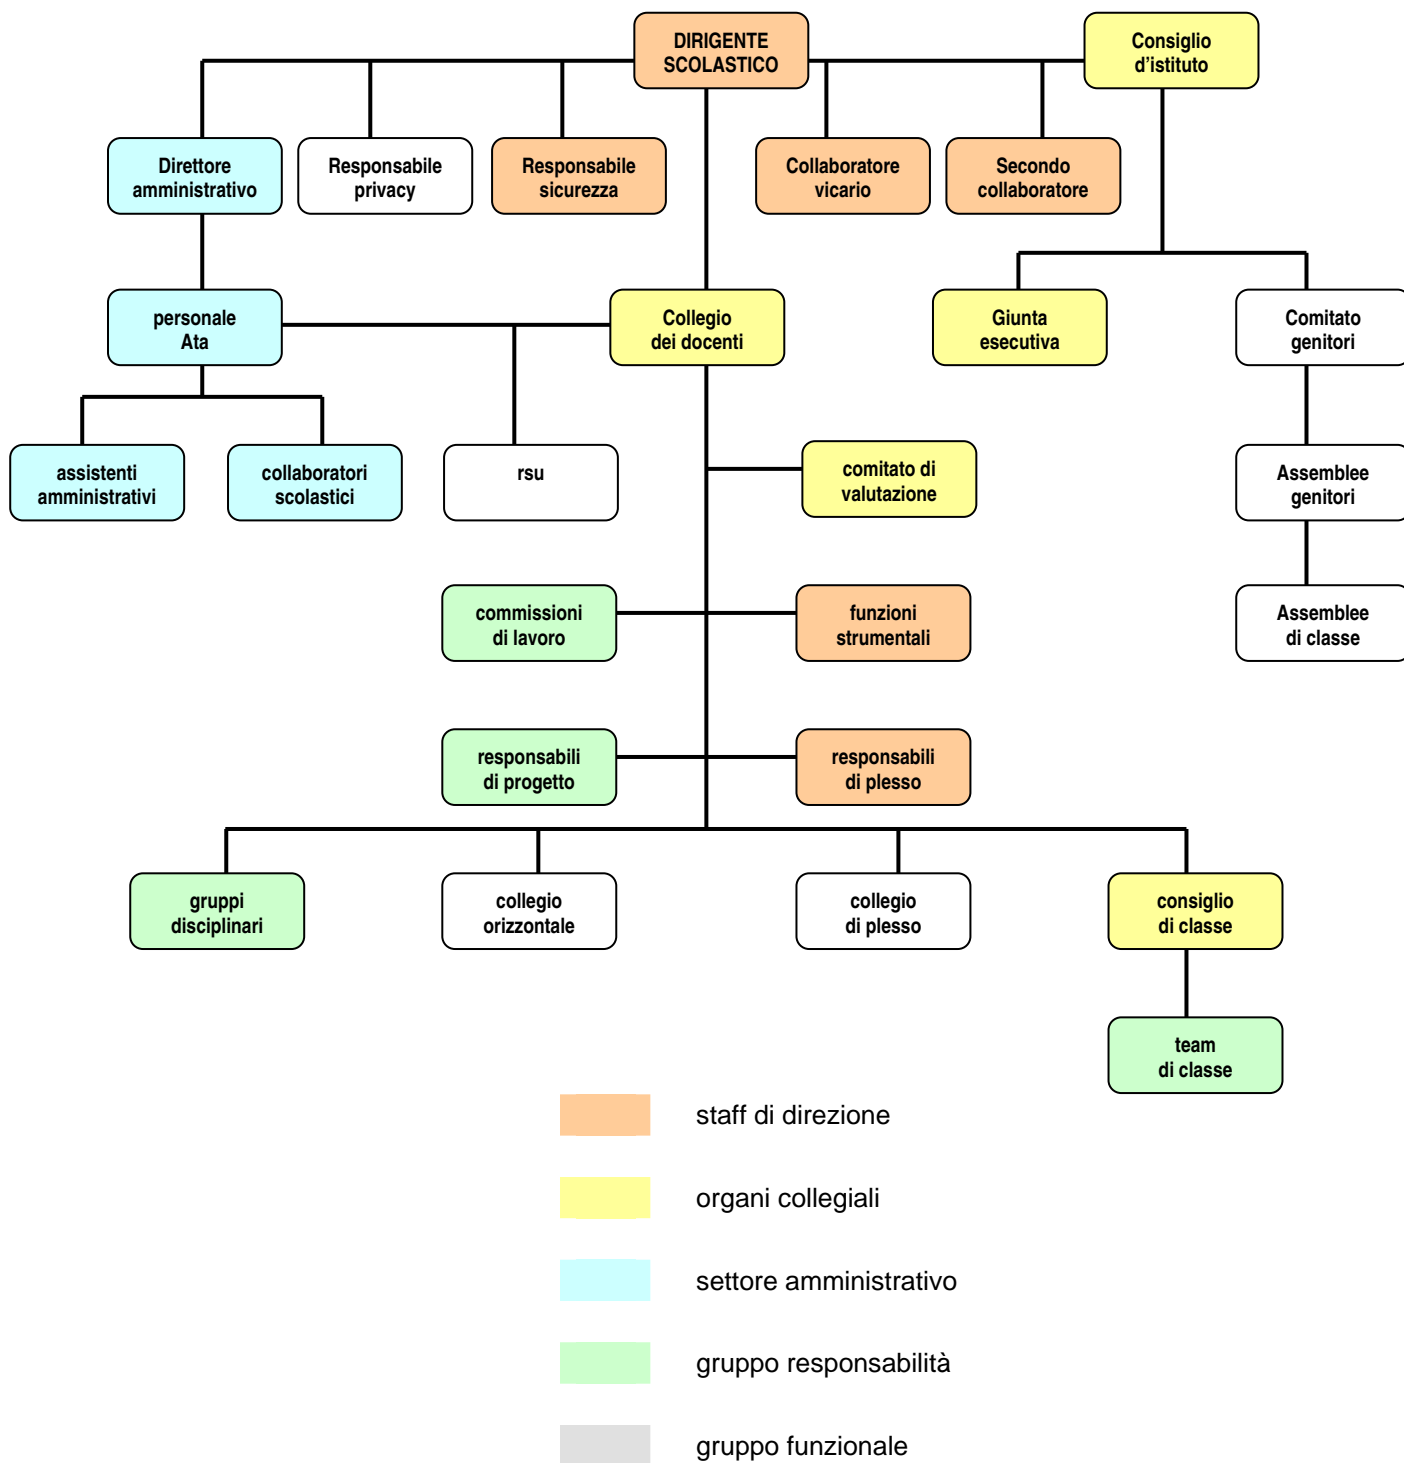 DIRIGENTE
SCOLASTICO
Consiglio
d'istituto
Direttore
amministrativo
Responsabile
privacy
Responsabile
sicurezza
Collaboratore
vicario
Secondo
collaboratore
personale
Ata
Collegio
dei docenti
Giunta
esecutiva
Comitato
genitori
assistenti
amministrativi
collaboratori
scolastici
rsu
comitato di
valutazione
Assemblee
genitori
commissioni
di lavoro
funzioni
strumentali
Assemblee
di classe
responsabili
di progetto
responsabili
di plesso
gruppi
disciplinari
collegio
orizzontale
collegio
di plesso
consiglio
di classe
team
di classe
staff di direzione
organi collegiali
settore amministrativo
gruppo responsabilità
gruppo funzionale